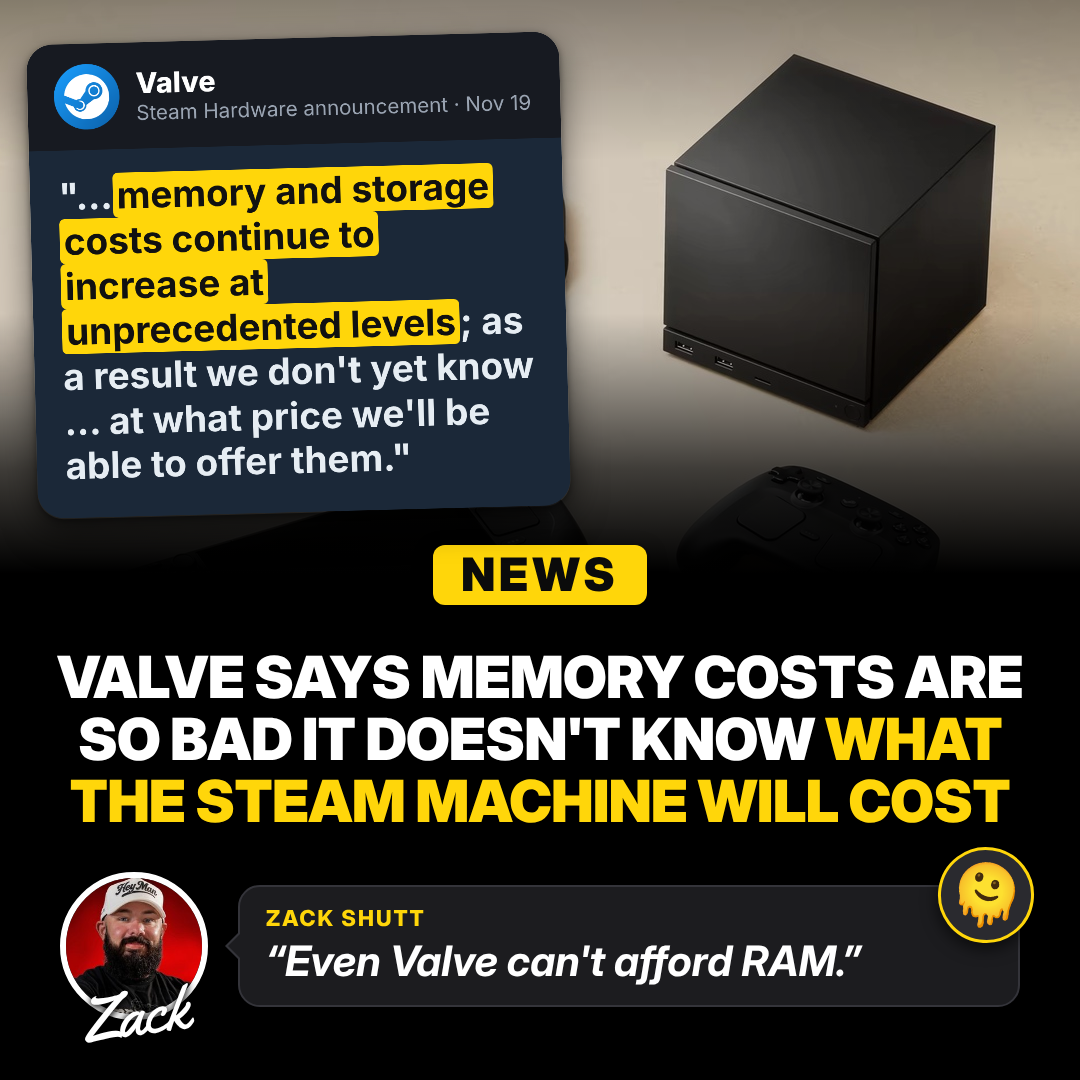 Valve
Steam Hardware announcement · Nov 19
"...memory and storage
costs continue to
increase at
unprecedented levels; as
a result we don't yet know
... at what price we'll be
able to offer them."
NEWS
VALVE SAYS MEMORY COSTS ARE
SO BAD IT DOESN'T KNOW WHAT
THE STEAM MACHINE WILL COST
Hey Man
Zack
ZACK SHUTT
“Even Valve can't afford RAM.”